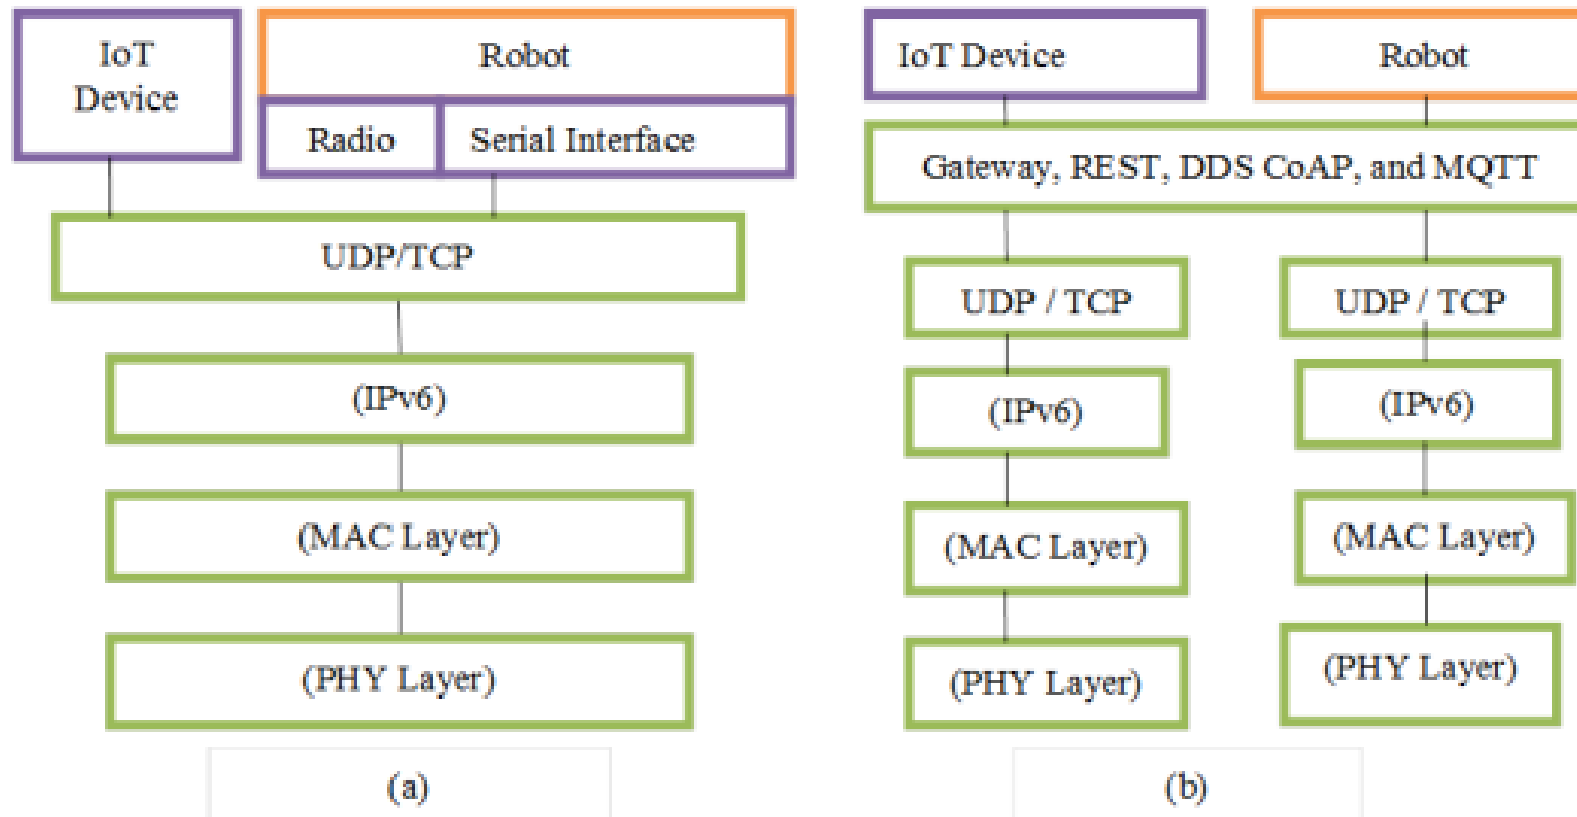 IoT
Device
Robot
Radio
Serial Interface
UDP/TCP
(IPv6)
(MAC Layer)
(PHY Layer)
(a)
IoT Device
Robot
Gateway, REST, DDS CoAP, and MQTT
UDP / TCP
UDP / TCP
(IPv6)
(IPv6)
(MAC Layer)
(MAC Layer)
(PHY Layer)
(PHY Layer)
(b)